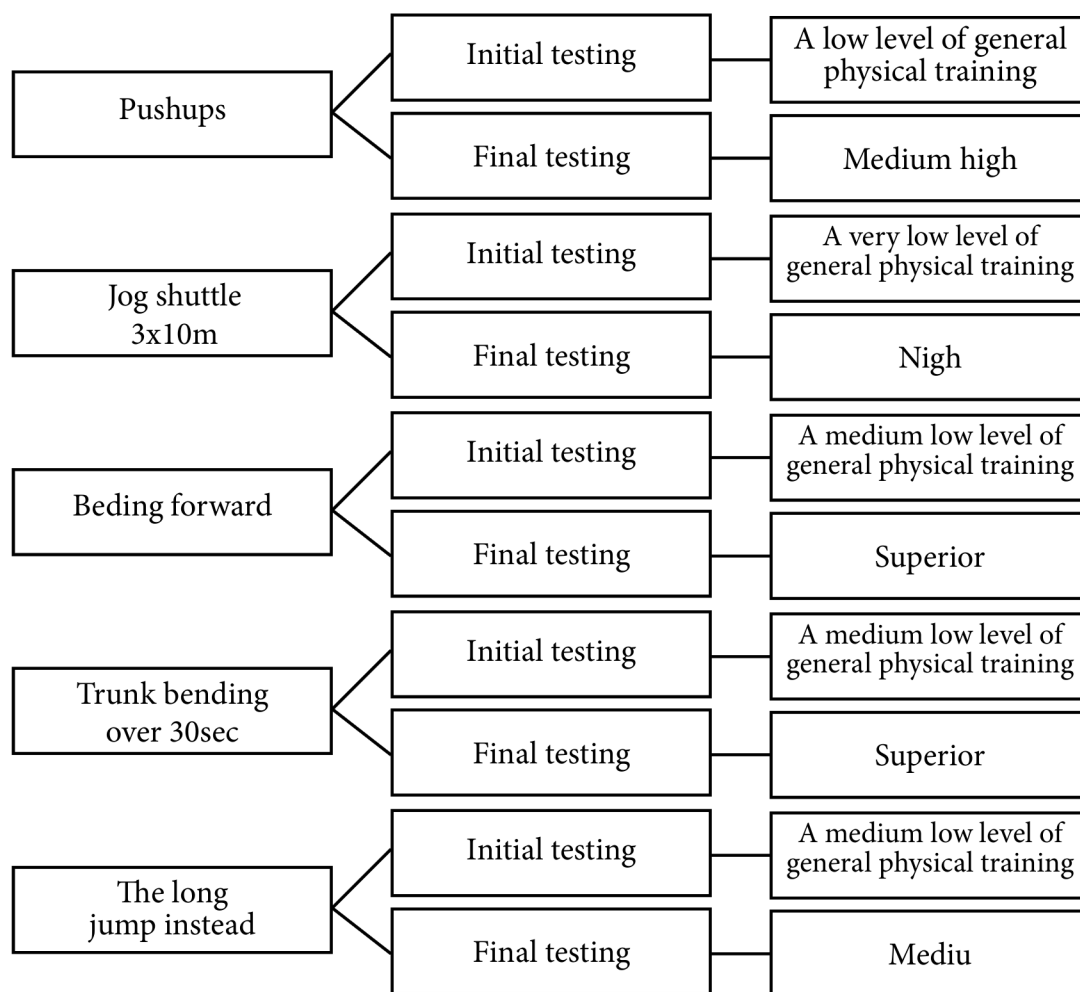 Pushups
Initial testing
A low level of general
physical training
Final testing
Medium high
Jog shuttle
3x10m
Initial testing
A very low level of
general physical training
Final testing
Nigh
Beding forward
Initial testing
A medium low level of
general physical training
Final testing
Superior
Trunk bending
over 30sec
Initial testing
A medium low level of
general physical training
Final testing
Superior
The long
jump instead
Initial testing
A medium low level of
general physical training
Final testing
Mediu